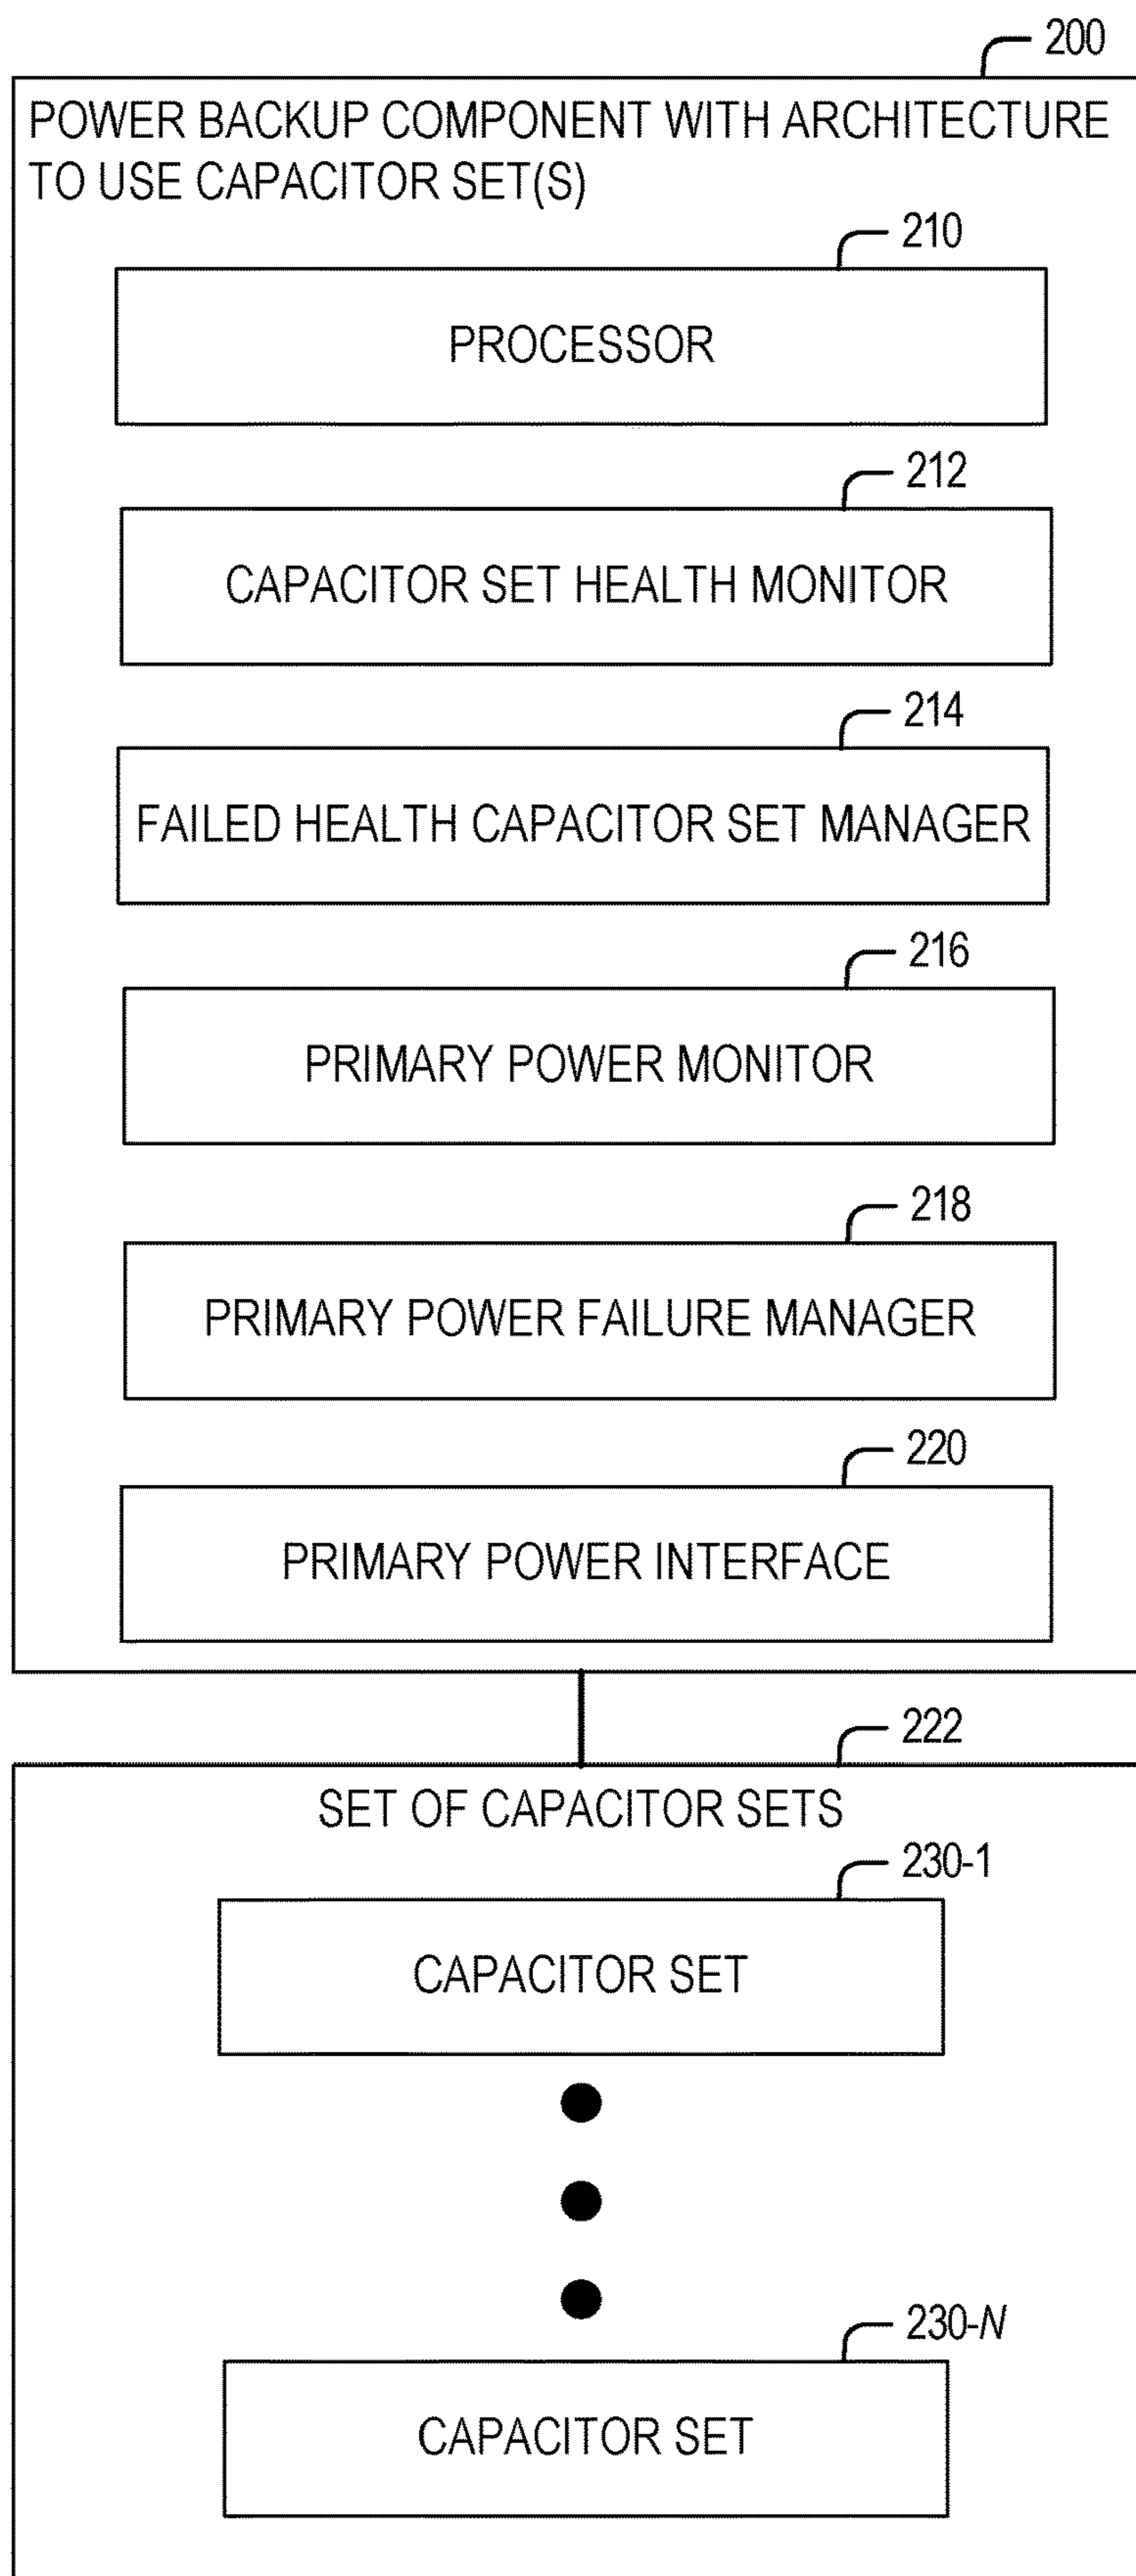 200
POWER BACKUP COMPONENT WITH ARCHITECTURE
TO USE CAPACITOR SET(S)
210
PROCESSOR
212
CAPACITOR SET HEALTH MONITOR
214
FAILED HEALTH CAPACITOR SET MANAGER
216
PRIMARY POWER MONITOR
218
PRIMARY POWER FAILURE MANAGER
220
PRIMARY POWER INTERFACE
222
SET OF CAPACITOR SETS
230-1
CAPACITOR SET
230-N
CAPACITOR SET